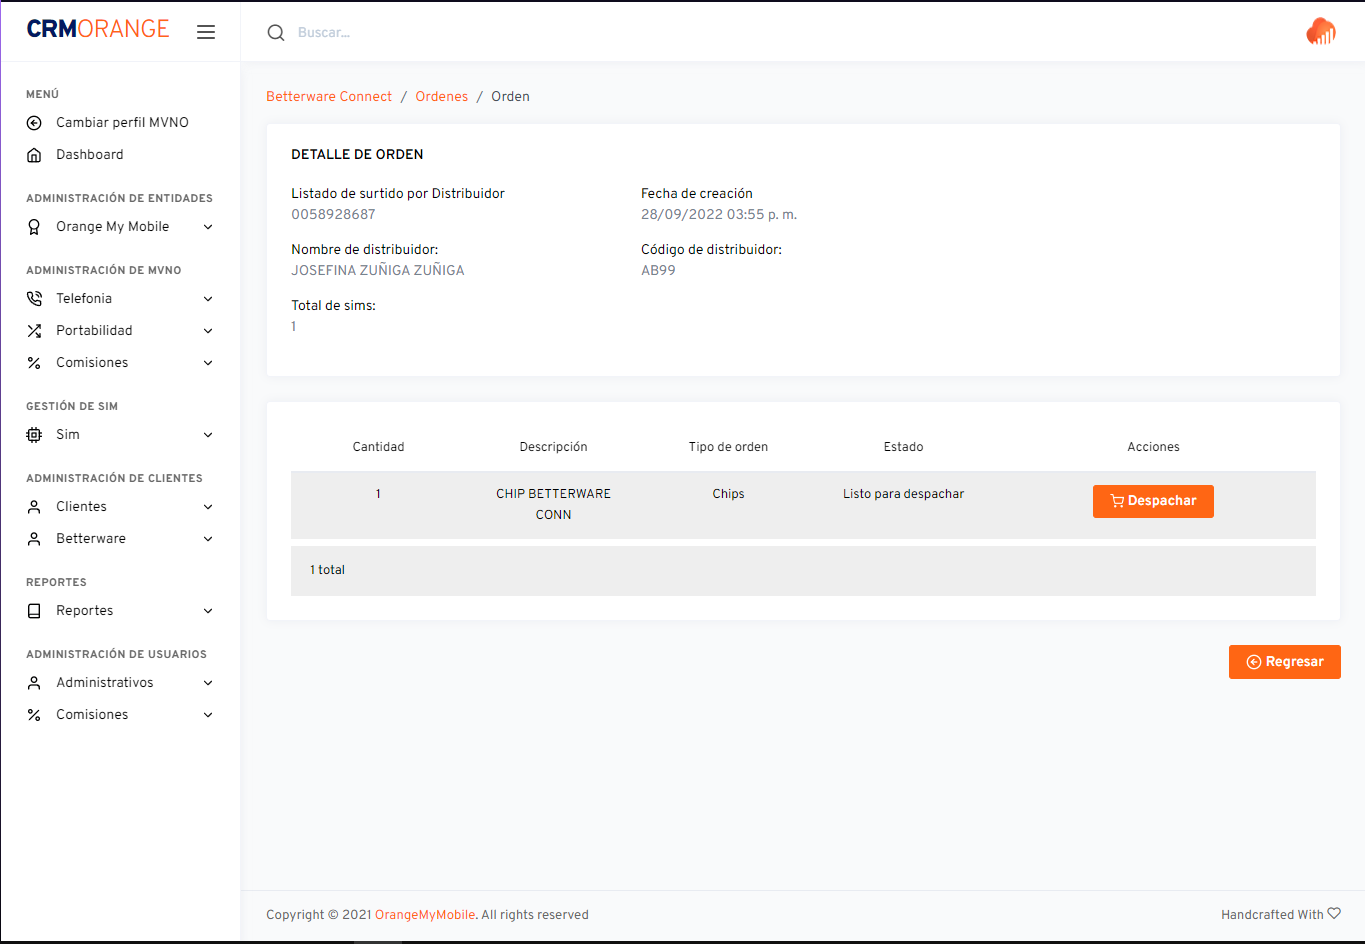 CRMORANGE
Buscar...
MENÚ
Cambiar perfil MVNO
Dashboard
ADMINISTRACIÓN DE ENTIDADES
Orange My Mobile
ADMINISTRACIÓN DE MVNO
Telefonia
Portabilidad
Comisiones
GESTIÓN DE SIM
Sim
ADMINISTRACIÓN DE CLIENTES
Clientes
Betterware
REPORTES
Reportes
ADMINISTRACIÓN DE USUARIOS
Administrativos
Comisiones
Betterware Connect / Ordenes / Orden
DETALLE DE ORDEN
Listado de surtido por Distribuidor
0058928687
Fecha de creación
28/09/2022 03:55 p. m.
Nombre de distribuidor:
JOSEFINA ZUÑIGA ZUÑIGA
Código de distribuidor:
AB99
Total de sims:
1
Cantidad Descripción Tipo de orden Estado Acciones
1 CHIP BETTERWARE Chips Listo para despachar Despachar
CONN
1 total
Regresar
Copyright © 2021 OrangeMyMobile. All rights reserved
Handcrafted With